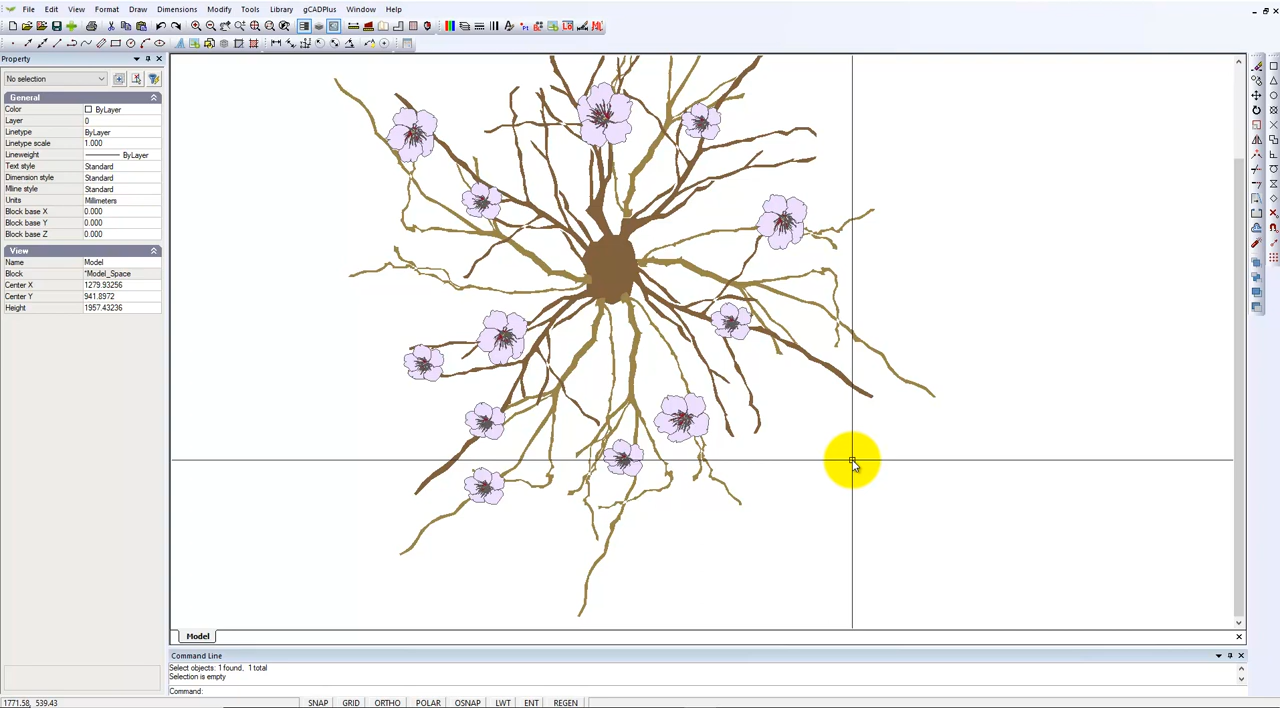 File Edit View Format Draw Dimensions Modify Tools Library gCADPlus Window Help
Property
No selection
General
Color ByLayer
Layer 0
Linetype ByLayer
Linetype scale 1.000
Lineweight ByLayer
Text style Standard
Dimension style Standard
Mline style Standard
Units Millimeters
Block base X 0.000
Block base Y 0.000
Block base Z 0.000
View
Name Model
Block *Model_Space
Center X 1279.93256
Center Y 941.8972
Height 1957.43236
Model
Command Line
Select objects: 1 found, 1 total
Selection is empty
Command:
1771.58, 539.43 SNAP GRID ORTHO POLAR OSNAP LWT ENT REGEN